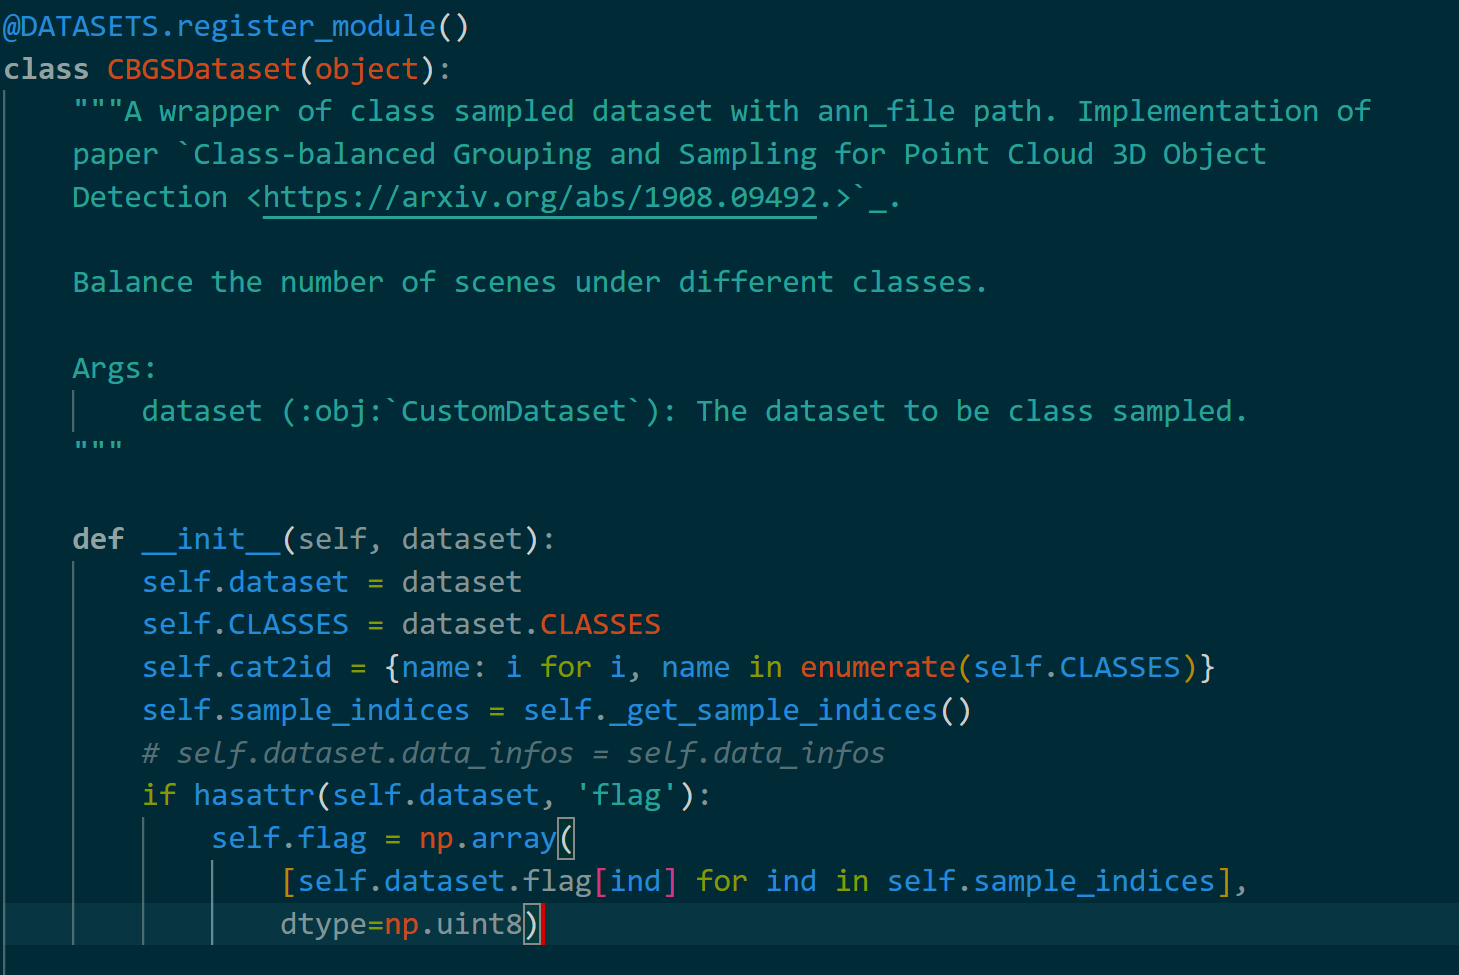 @DATASETS.register_module()
class CBGSDataset(object):
    """A wrapper of class sampled dataset with ann_file path. Implementation of
    paper `Class-balanced Grouping and Sampling for Point Cloud 3D Object
    Detection <https://arxiv.org/abs/1908.09492.>`_.

    Balance the number of scenes under different classes.

    Args:
        dataset (:obj:`CustomDataset`): The dataset to be class sampled.
    """

    def __init__(self, dataset):
        self.dataset = dataset
        self.CLASSES = dataset.CLASSES
        self.cat2id = {name: i for i, name in enumerate(self.CLASSES)}
        self.sample_indices = self._get_sample_indices()
        # self.dataset.data_infos = self.data_infos
        if hasattr(self.dataset, 'flag'):
            self.flag = np.array(
                [self.dataset.flag[ind] for ind in self.sample_indices],
                dtype=np.uint8)